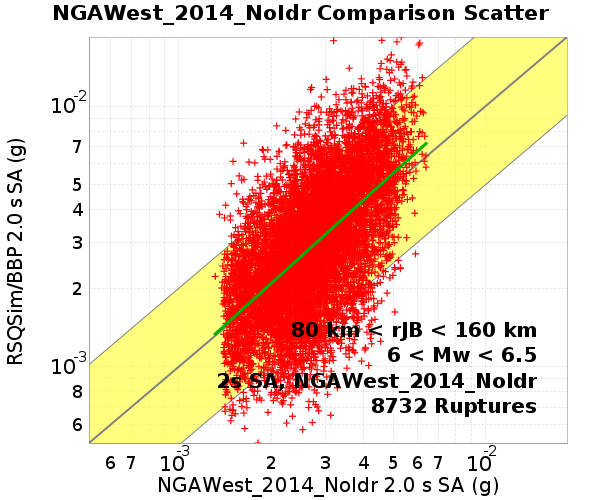 NGAWest_2014_NoIdr Comparison Scatter
RSQSim/BBP 2.0 s SA (g)
10-2
7
5
4
3
2
10-3
8
6
80 km < rJB < 160 km
6 < Mw < 6.5
2s SA, NGAWest_2014_NoIdr
8732 Ruptures
6 7 10-3 2 3 4 5 6 7 10-2
NGAWest_2014_NoIdr 2.0 s SA (g)